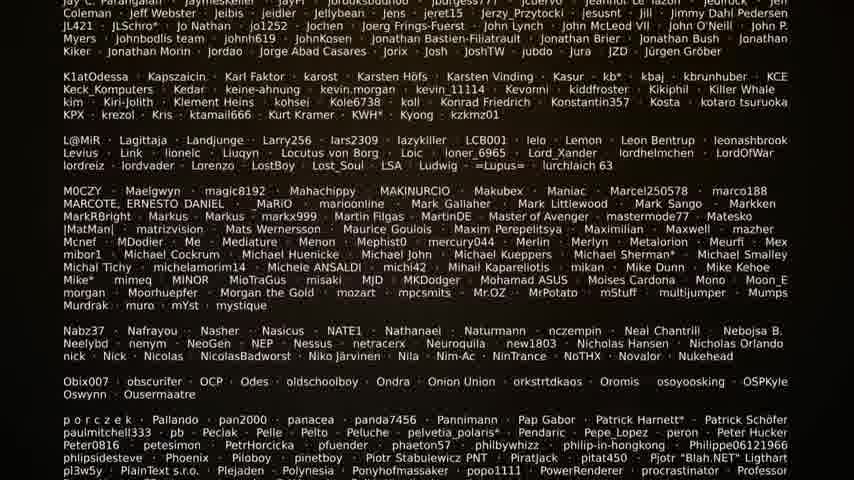 Coleman · Jeff Webster · Jeibis · jeidler · Jellybean · Jens · jeret15 · Jerzy_Przytocki · jesusnt · Jill · Jimmy Dahl Pedersen
JL421 · JLSchro* · Jo Nathan · jo1252 · Jochen · Joerg Frings-Fuerst · John Lynch · John McLeod VII · John O'Neill · John P.
Myers · Johnbodlis team · johnh619 · JohnKosen · Jonathan Bastien-Filiatrault · Jonathan Brier · Jonathan Bush · Jonathan
Kiker · Jonathan Morin · Jordao · Jorge Abad Casares · Jorix · Josh · JoshTW · jubdo · Jura · JZD · Jürgen Gröber
K1atOdessa · Kapszaicin · Karl Faktor · karost · Karsten Höfs · Karsten Vinding · Kasur · kb* · kbaj · kbrunhuber · KCE
Keck_Komputers · Kedar · keine-ahnung · kevin.morgan · kevin_11114 · Kevomni · kiddfroster · Kikiphil · Killer Whale
kim · Kiri-Jolith · Klement Heins · kohsei · Kole6738 · koll · Konrad Friedrich · Konstantin357 · Kosta · kotaro tsuruoka
KPX · krezol · Kris · ktamail666 · Kurt Kramer · KWH* · Kyong · kzkmz01
L@MiR · Lagittaja · Landjunge · Larry256 · lars2309 · lazykiller · LCB001 · lelo · Lemon · Leon Bentrup · leonashbrook
Levius · Link · lionelc · Liuqyn · Locutus von Borg · Loic · loner_6965 · Lord_Xander · lordhelmchen · LordOfWar
lordreiz · lordvader · Lorenzo · LostBoy · Lost_Soul · LSA · Ludwig · =Lupus= · lurchlaich 63
M0CZY · Maelgwyn · magic8192 · Mahachippy · MAKINURCIO · Makubex · Maniac · Marcel250578 · marco188
MARCOTE, ERNESTO DANIEL · _MaRiO · marioonline · Mark Gallaher · Mark Littlewood · Mark Sango · Markken
MarkRBright · Markus · Markus · markx999 · Martin Filgas · MartinDE · Master of Avenger · mastermode77 · Matesko
|MatMan| · matrizvision · Mats Wernersson · Maurice Goulois · Maxim Perepelitsya · Maximilian · Maxwell · mazher
Mcnef · MDodier · Me · Mediature · Menon · Mephist0 · mercury044 · Merlin · Merlyn · Metalorion · Meurfi · Mex
mibor1 · Michael Cockrum · Michael Huenicke · Michael John · Michael Kueppers · Michael Sherman* · Michael Smalley
Michal Tichy · michelamorim14 · Michele ANSALDI · michi42 · Mihail Kapareliotis · mikan · Mike Dunn · Mike Kehoe
Mike* · mimeq · MINOR · MioTraGus · misaki · MJD · MKDodger · Mohamad ASUS · Moises Cardona · Mono · Moon_E
morgan · Moorhuepfer · Morgan the Gold · mozart · mpcsmits · Mr.OZ · MrPotato · mStuff · multijumper · Mumps
Murdrak · muro · mYst · mystique
Nabz37 · Nafrayou · Nasher · Nasicus · NATE1 · Nathanael · Naturmann · nczempin · Neal Chantrill · Nebojsa B.
Neelybd · nenym · NeoGen · NEP · Nessus · netracerx · Neuroquila · new1803 · Nicholas Hansen · Nicholas Orlando
nick · Nick · Nicolas · NicolasBadworst · Niko Järvinen · Nila · Nim-Ac · NinTrance · NoTHX · Novalor · Nukehead
Obix007 · obscurifer · OCP · Odes · oldschoolboy · Ondra · Onion Union · orkstrtdkaos · Oromis · osoyoosking · OSPKyle
Oswynn · Ousermaatre
p o r c z e k · Pallando · pan2000 · panacea · panda7456 · Pannimann · Pap Gabor · Patrick Harnett* · Patrick Schöfer
paulmitchell333 · pb · Peciak · Pelle · Pelto · Peluche · pelvetia_polaris* · Pendaric · Pepe_Lopez · peron · Peter Hucker
Peter0816 · petesimon · PetrHorcicka · pfuender · phaeton57 · philbywhizz · philip-in-hongkong · Philippe06121966
phlipsidesteve · Phoenix · Piloboy · pinetboy · Piotr Stabulewicz PNT · PiratJack · pitat450 · Pjotr "Blah.NET" Ligthart
pl3w5y · PlainText s.r.o. · Plejaden · Polynesia · Ponyhofmassaker · popo1111 · PowerRenderer · procrastinator · Professor